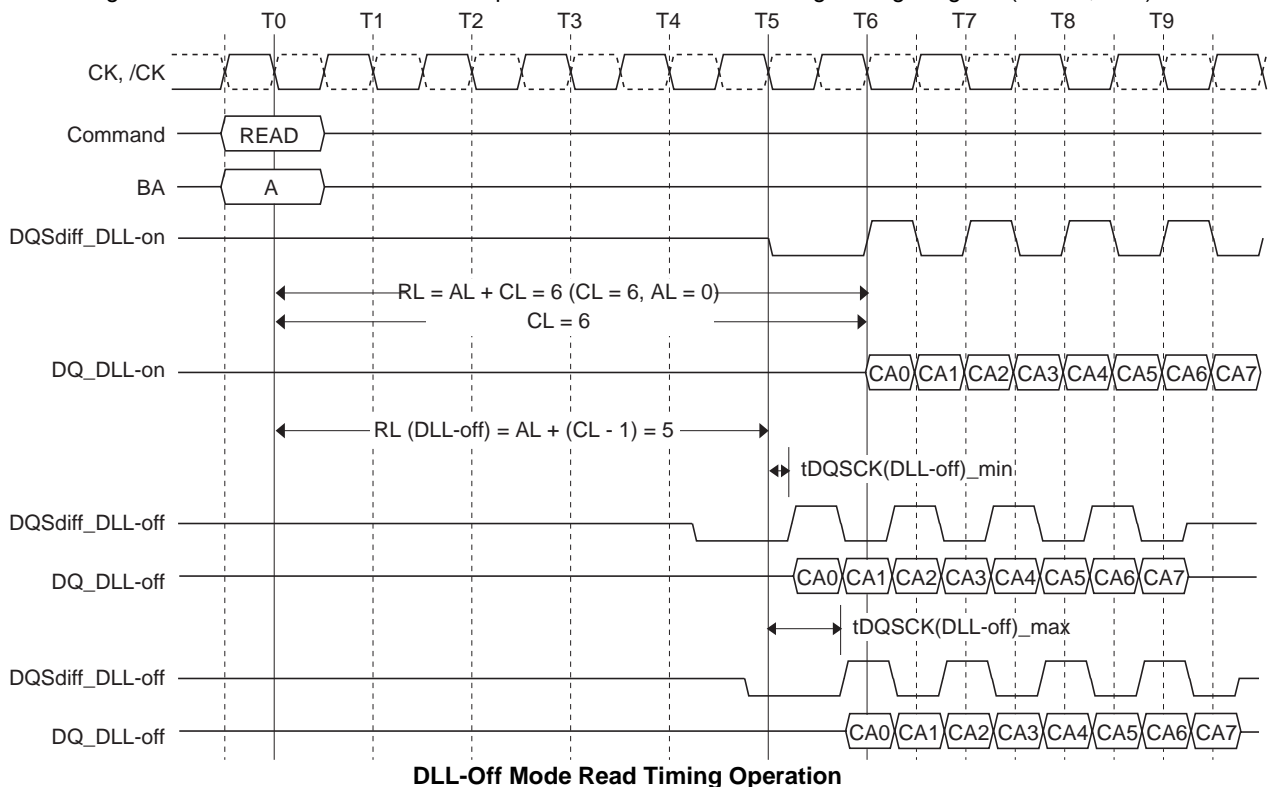 T0 T1 T2 T3 T4 T5 T6 T7 T8 T9
CK, /CK
Command READ
BA A
DQSdiff_DLL-on
RL = AL + CL = 6 (CL = 6, AL = 0)
CL = 6
DQ_DLL-on CA0 CA1 CA2 CA3 CA4 CA5 CA6 CA7
RL (DLL-off) = AL + (CL - 1) = 5
tDQSCK(DLL-off)_min
DQSdiff_DLL-off
DQ_DLL-off CA0 CA1 CA2 CA3 CA4 CA5 CA6 CA7
tDQSCK(DLL-off)_max
DQSdiff_DLL-off
DQ_DLL-off CA0 CA1 CA2 CA3 CA4 CA5 CA6 CA7
DLL-Off Mode Read Timing Operation